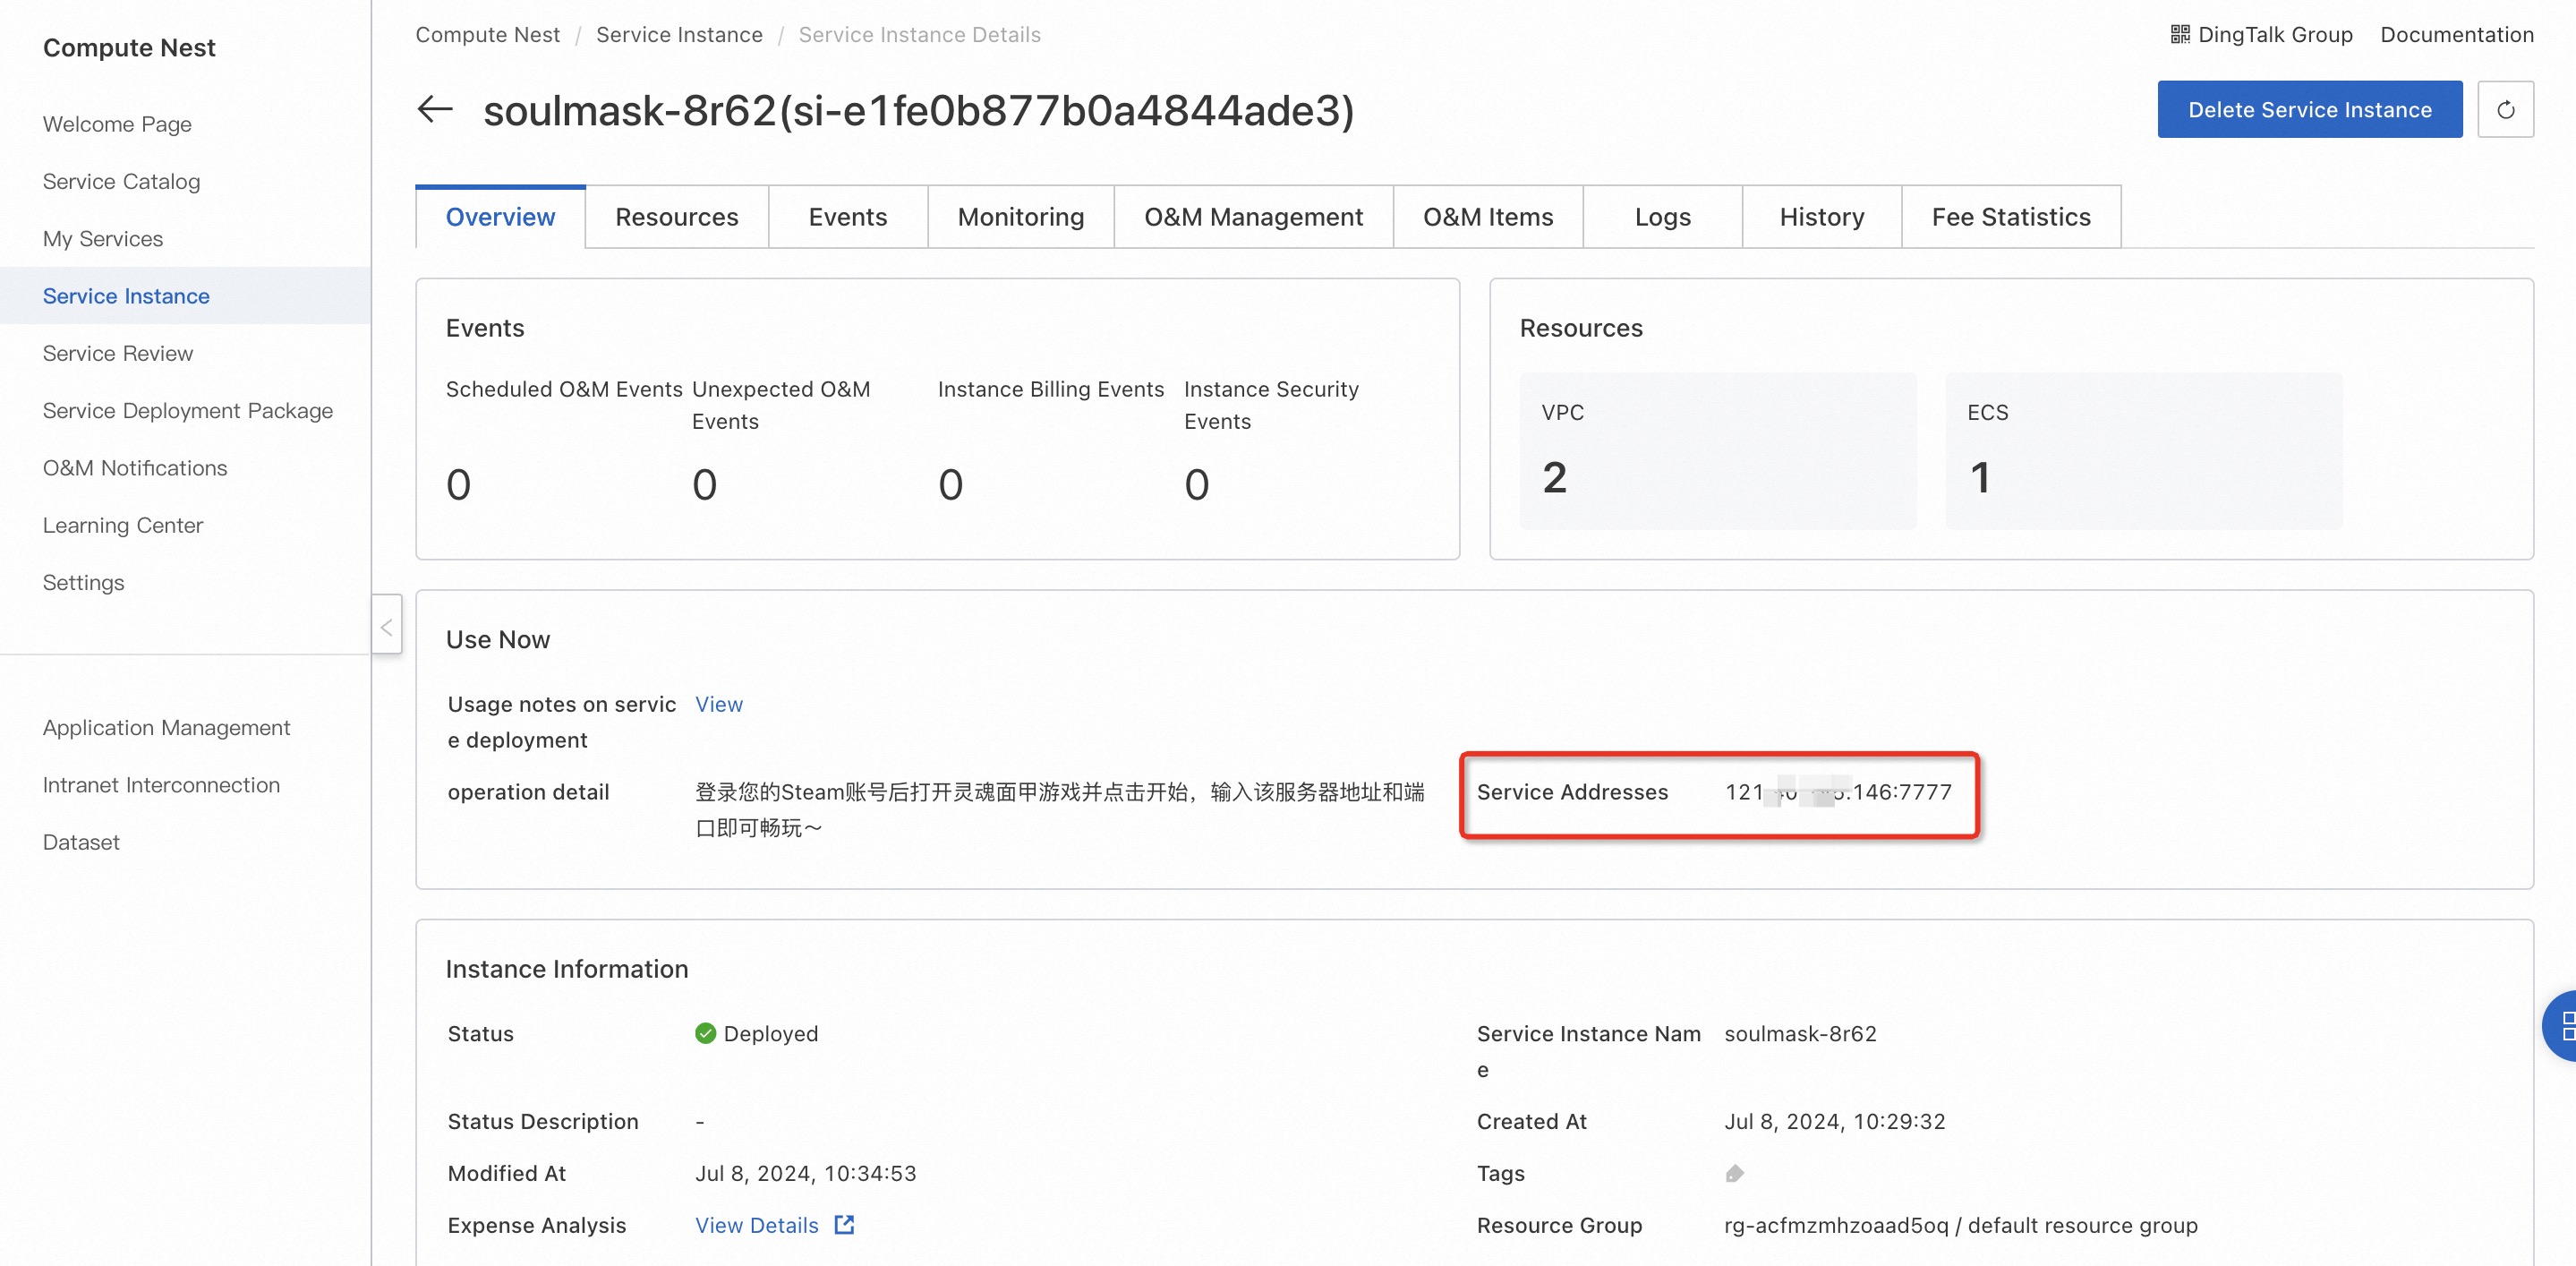 Compute Nest
Welcome Page
Service Catalog
My Services
Service Instance
Service Review
Service Deployment Package
O&M Notifications
Learning Center
Settings
Application Management
Intranet Interconnection
Dataset
Compute Nest / Service Instance / Service Instance Details
DingTalk Group Documentation
soulmask-8r62(si-e1fe0b877b0a4844ade3)
Delete Service Instance
Overview Resources Events Monitoring O&M Management O&M Items Logs History Fee Statistics
Events
Scheduled O&M Events Unexpected O&M Instance Billing Events Instance Security
Events Events
0 0 0 0
Resources
VPC ECS
2 1
Use Now
Usage notes on servic View
e deployment
operation detail 登录您的Steam账号后打开灵魂面甲游戏并点击开始，输入该服务器地址和端
口即可畅玩～
Service Addresses 121 .146:7777
Instance Information
Status Deployed
Service Instance Nam soulmask-8r62
e
Status Description -
Created At Jul 8, 2024, 10:29:32
Modified At Jul 8, 2024, 10:34:53
Tags
Expense Analysis View Details
Resource Group rg-acfmzmhzoaad5oq / default resource group